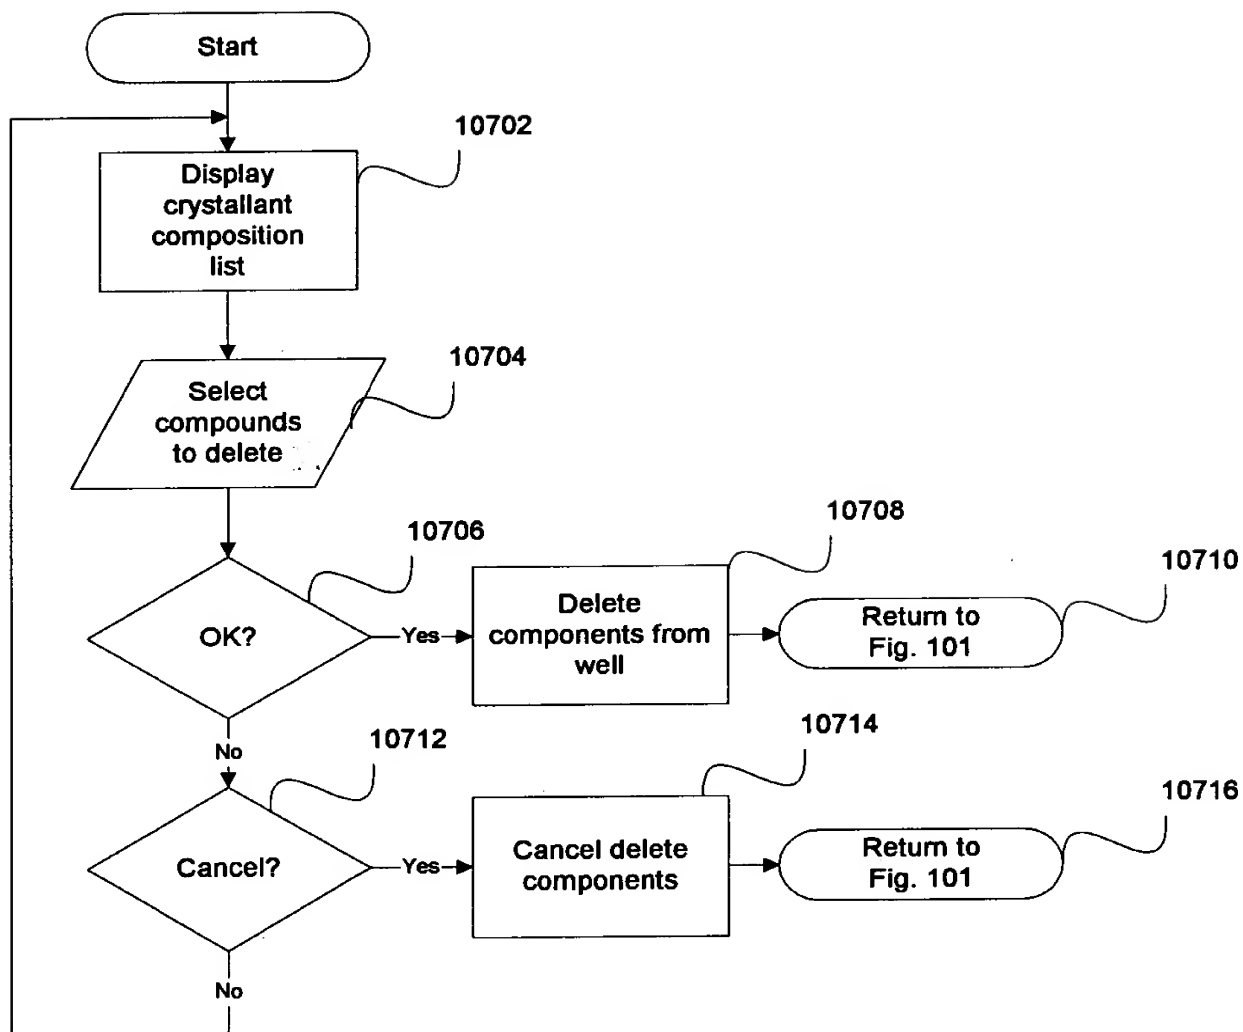 Start
10702
Display
crystallant
composition
list
10704
Select
compounds
to delete
10706
OK?
Yes
10708
Delete
components from
well
10710
Return to
Fig. 101
No
10712
Cancel?
Yes
10714
Cancel delete
components
10716
Return to
Fig. 101
No